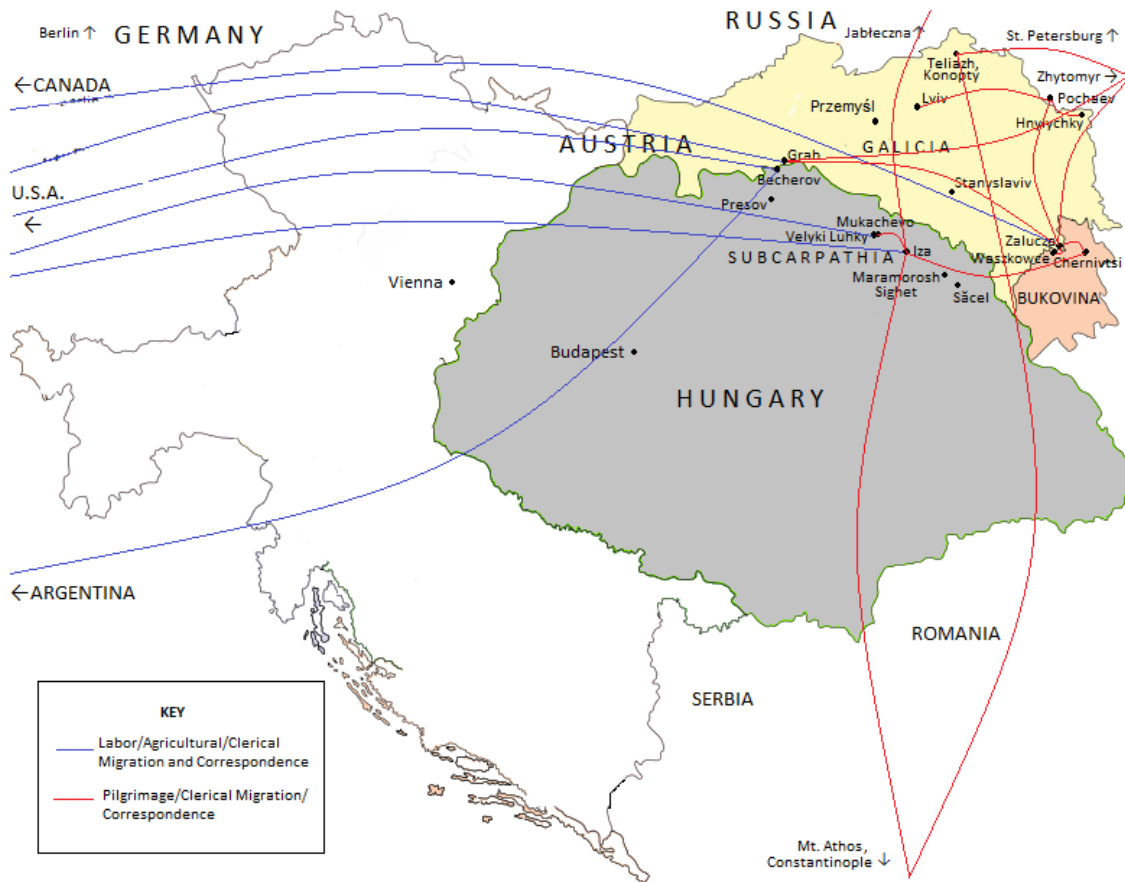 RUSSIA
Berlin ↑
GERMANY
Jabłeczna ↑
St. Petersburg ↑
Teliazh,
Konopty
Zhytomyr →
←CANADA
Berlin
Pochaev
Lviv
Przemyśl
Hnylychky
AUSTRIA
GALICIA
Grab
Becherov
Stanyslaviv
U.S.A.
←
Presov
Mukachevo
Velyki Luhky
Zalucze
Iza
Waszkowce
Chernivtsi
SUBCARPATHIA
Maramorosh
Sighet
Vienna
Săcel
BUKOVINA
Budapest
HUNGARY
←ARGENTINA
ROMANIA
SERBIA
KEY
Labor/Agricultural/Clerical
Migration and Correspondence
Pilgrimage/Clerical Migration/
Correspondence
Mt. Athos,
Constantinople ↓